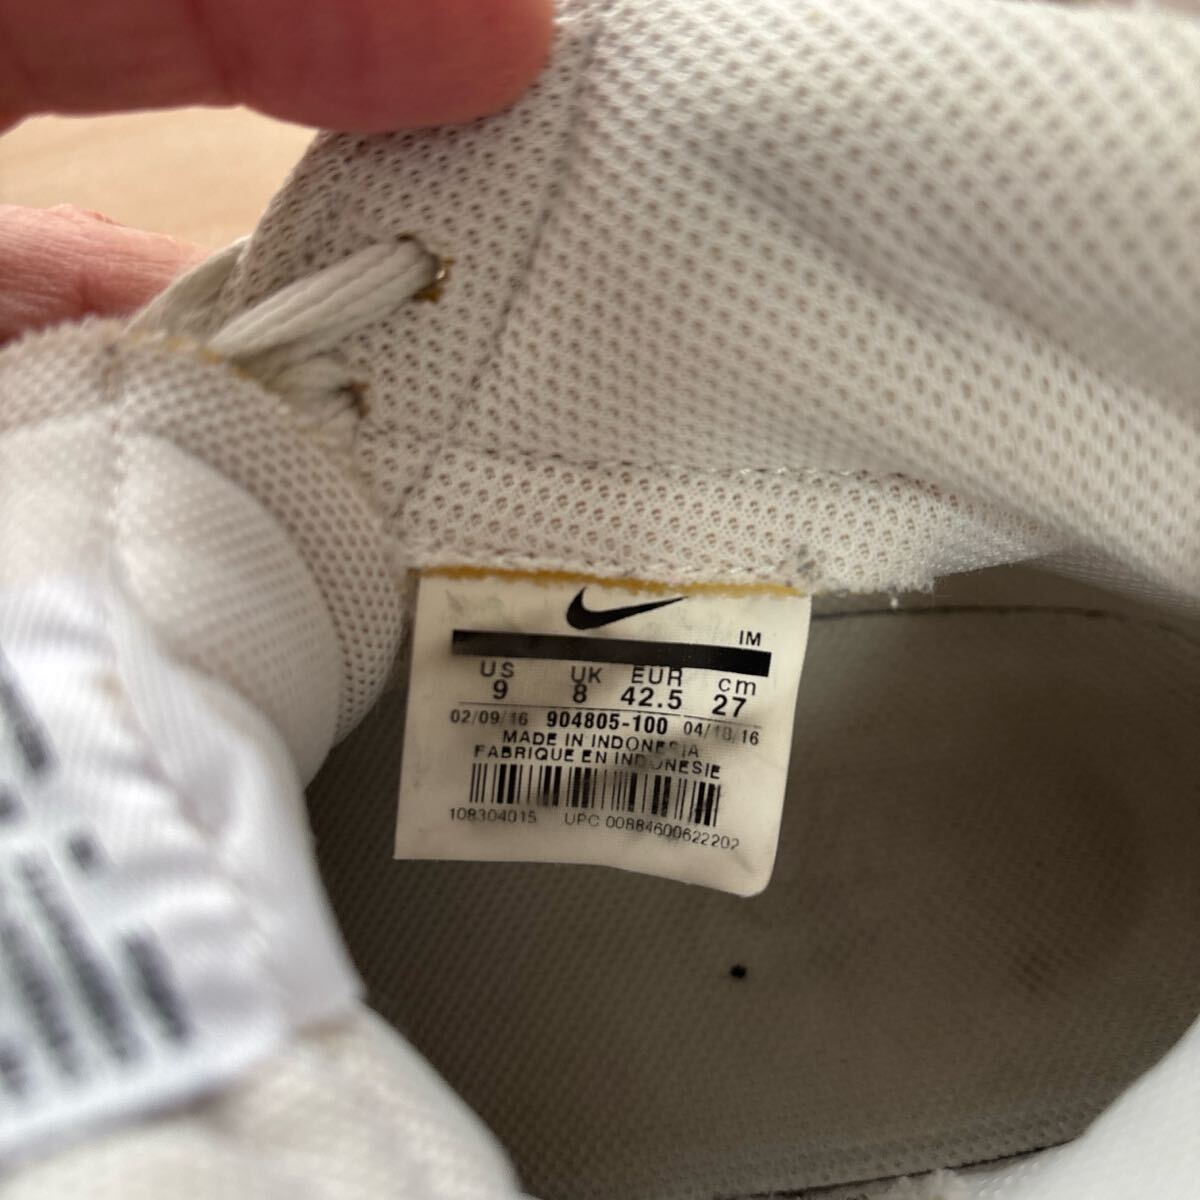 IM
US UK EUR cm
9 8 42.5 27
02/09/16 904805-100 04/18/16
MADE IN INDONESIA
FABRIQUE EN INDONESIE
108304015 UPC 00884600622202